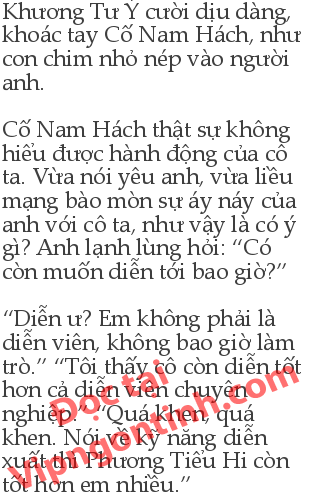 Khương Tư Ý cười dịu dàng,
khoác tay Cố Nam Hách, như
con chim nhỏ nép vào người
anh.
Cố Nam Hách thật sự không
hiểu được hành động của cô
ta. Vừa nói yêu anh, vừa liều
mạng bào mòn sự áy náy của
anh với cô ta, như vậy là có ý
gì? Anh lạnh lùng hỏi: “Có
còn muốn diễn tới bao giờ?”
“Diễn ư? Em không phải là
diễn viên, không bao giờ làm
trò.” “Tôi thấy cô còn diễn tốt
hơn cả diễn viên chuyên
nghiệp.” “Quá khen, quá
khen. Nói về kỹ năng diễn
xuất thì Phương Tiểu Hi còn
tốt hơn em nhiều.”
Đọc tại
Vipngontinh.com